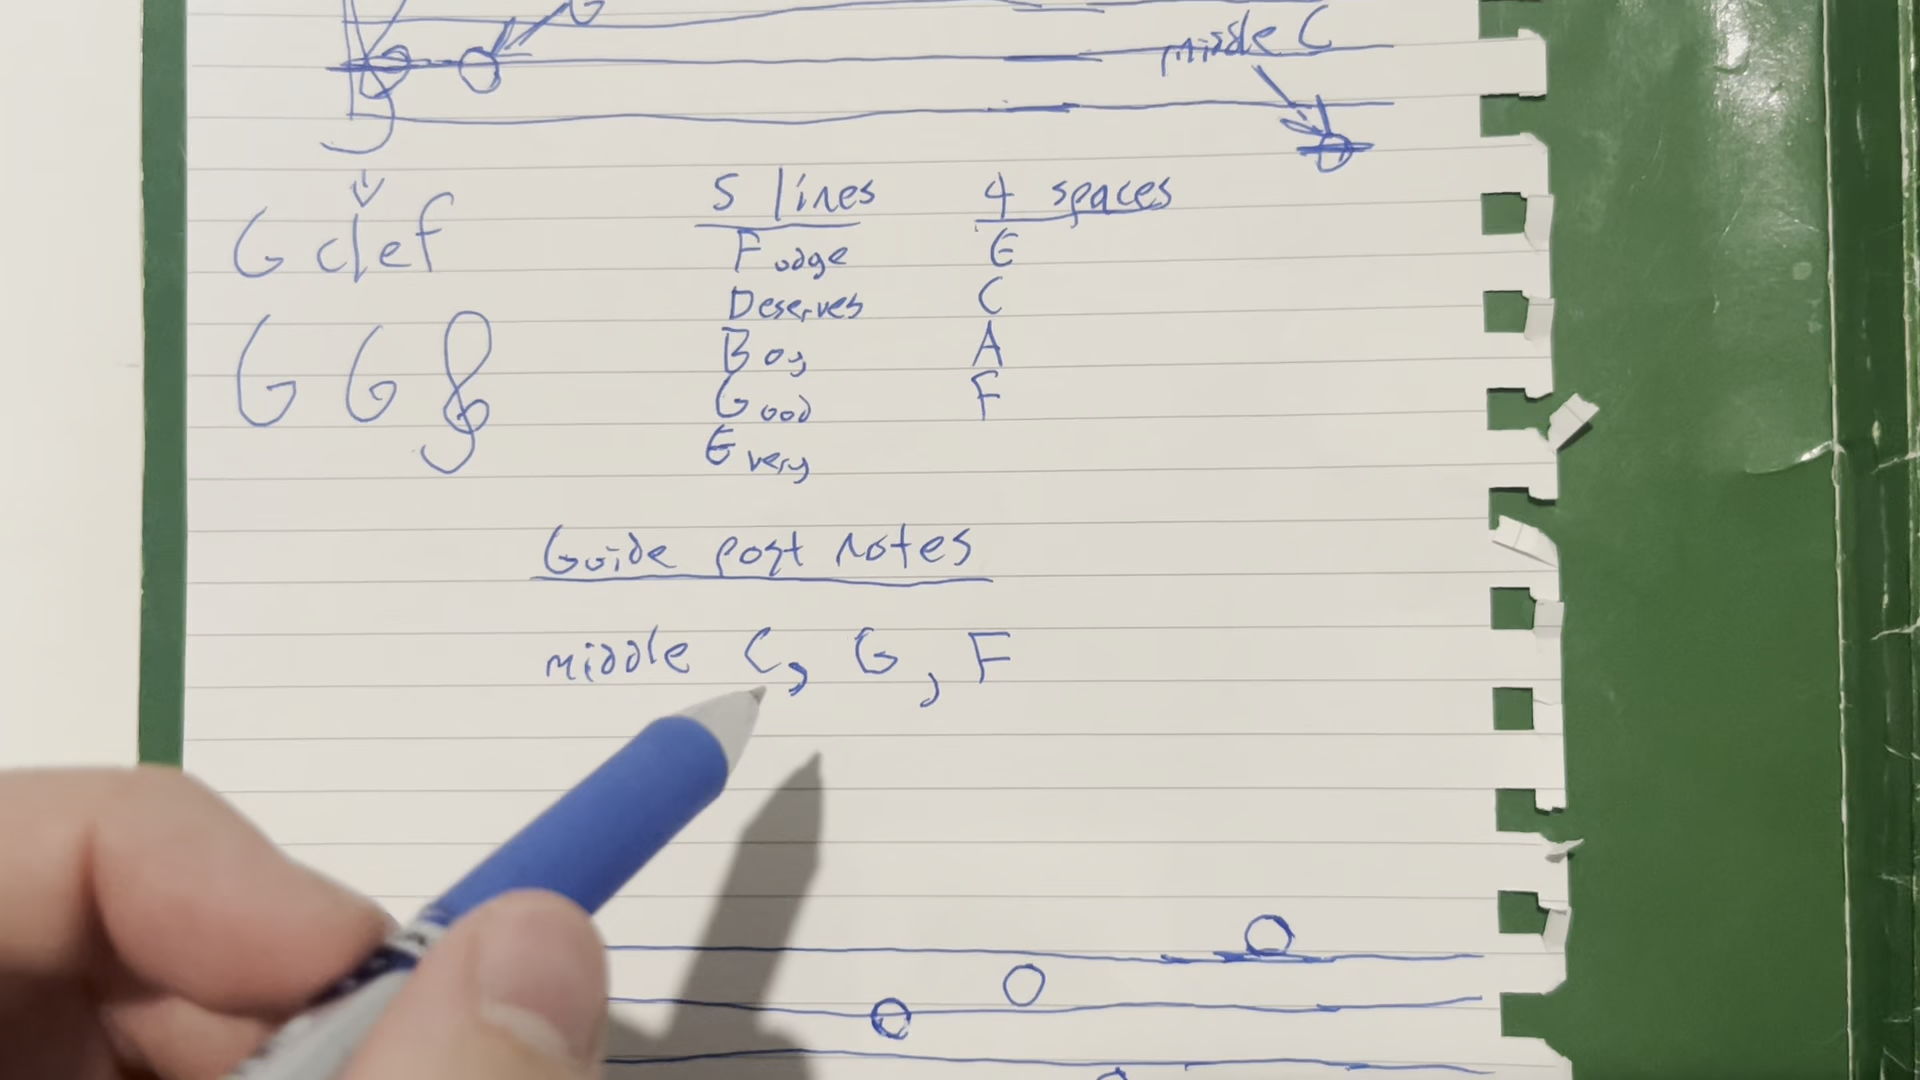 G
middle C
5 lines 4 spaces
G clef
Fudge E
Deserves C
G G
Boy A
Good F
Every
Guide post notes
middle C, G, F